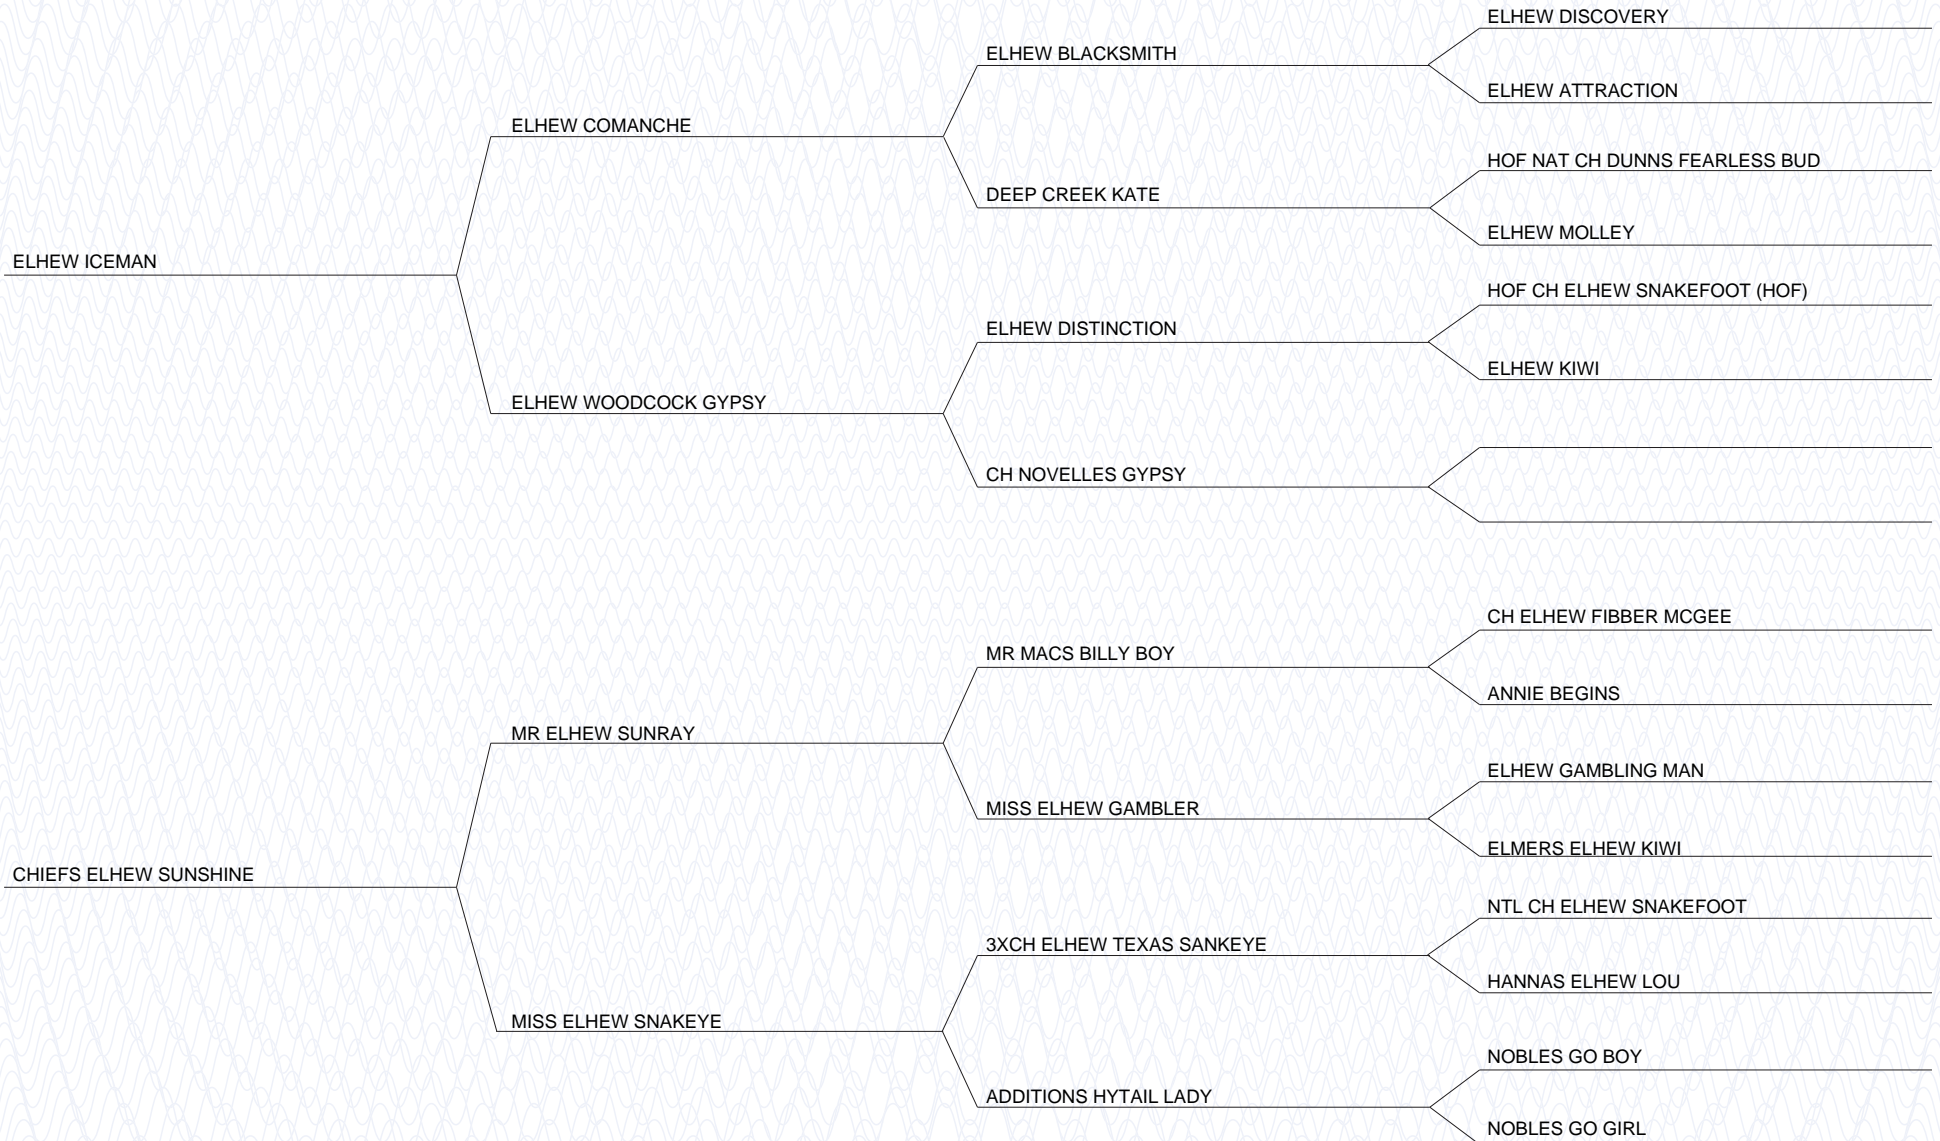 ELHEW DISCOVERY
ELHEW BLACKSMITH
ELHEW ATTRACTION
ELHEW COMANCHE
HOF NAT CH DUNNS FEARLESS BUD
DEEP CREEK KATE
ELHEW MOLLEY
ELHEW ICEMAN
HOF CH ELHEW SNAKEFOOT (HOF)
ELHEW DISTINCTION
ELHEW KIWI
ELHEW WOODCOCK GYPSY
CH NOVELLES GYPSY
CH ELHEW FIBBER MCGEE
MR MACS BILLY BOY
ANNIE BEGINS
MR ELHEW SUNRAY
ELHEW GAMBLING MAN
MISS ELHEW GAMBLER
ELMERS ELHEW KIWI
CHIEFS ELHEW SUNSHINE
NTL CH ELHEW SNAKEFOOT
3XCH ELHEW TEXAS SANKEYE
HANNAS ELHEW LOU
MISS ELHEW SNAKEYE
NOBLES GO BOY
ADDITIONS HYTAIL LADY
NOBLES GO GIRL